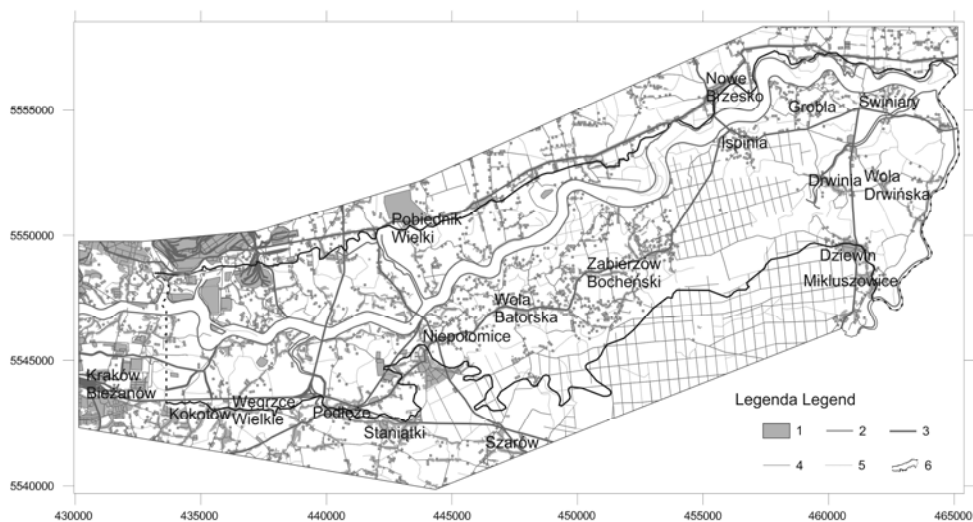 5555000
5550000
5545000
5540000
Nowe
Brzesko
Grobla
Świniary
Ispinia
Drwinia
Wola
Drwińska
Pobiednik
Wielki
Dziewin
Mikluszowice
Zabierzów
Bocheński
Wola
Batorska
Niepołomice
Kraków
Bieżanów
Kokotów
Węgrzce
Wielkie
Podłęże
Staniątki
Szarów
Legenda Legend
1
2
3
4
5
6
430000
435000
440000
445000
450000
455000
460000
465000